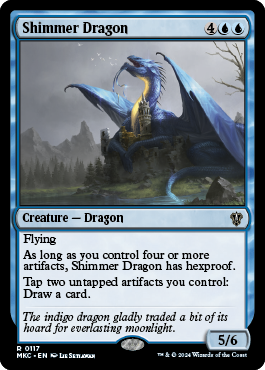 Shimmer Dragon 4
Creature — Dragon
Flying
As long as you control four or more
artifacts, Shimmer Dragon has hexproof.
Tap two untapped artifacts you control:
Draw a card.
The indigo dragon gladly traded a bit of its
hoard for everlasting moonlight.
5/6
R 0117
MKC • EN Lie Setiawan
™ & © 2024 Wizards of the Coast